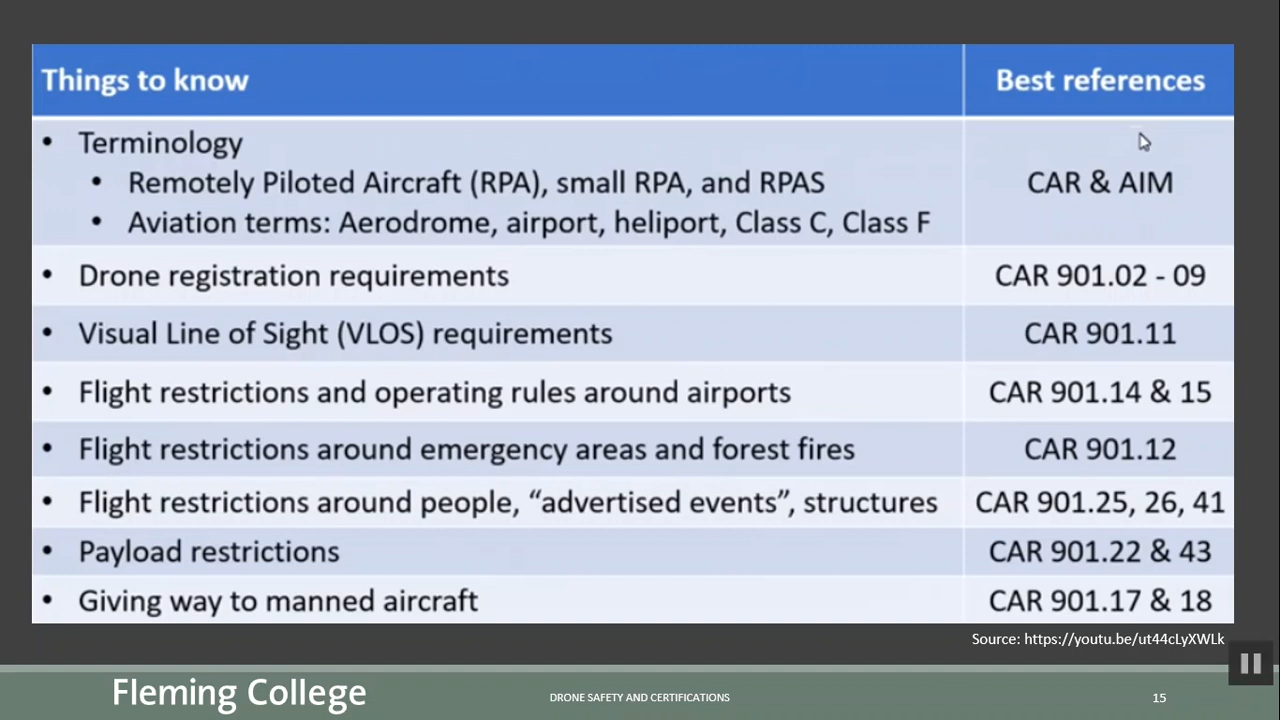 Things to know
Best references
• Terminology
• Remotely Piloted Aircraft (RPA), small RPA, and RPAS
• Aviation terms: Aerodrome, airport, heliport, Class C, Class F
CAR & AIM
• Drone registration requirements
CAR 901.02 - 09
• Visual Line of Sight (VLOS) requirements
CAR 901.11
• Flight restrictions and operating rules around airports
CAR 901.14 & 15
• Flight restrictions around emergency areas and forest fires
CAR 901.12
• Flight restrictions around people, “advertised events”, structures
CAR 901.25, 26, 41
• Payload restrictions
CAR 901.22 & 43
• Giving way to manned aircraft
CAR 901.17 & 18
Source: https://youtu.be/ut44cLyXWLk
Fleming College
DRONE SAFETY AND CERTIFICATIONS
15